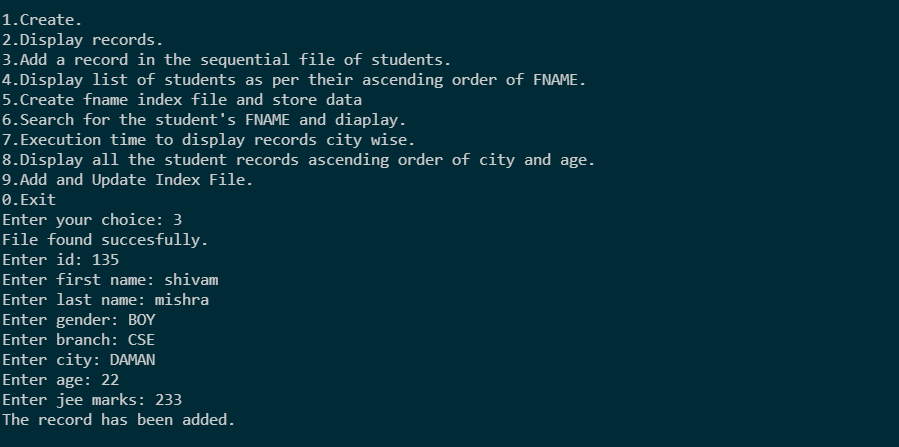 1.Create.
2.Display records.
3.Add a record in the sequential file of students.
4.Display list of students as per their ascending order of FNAME.
5.Create fname index file and store data
6.Search for the student's FNAME and diaplay.
7.Execution time to display records city wise.
8.Display all the student records ascending order of city and age.
9.Add and Update Index File.
0.Exit
Enter your choice: 3
File found succesfully.
Enter id: 135
Enter first name: shivam
Enter last name: mishra
Enter gender: BOY
Enter branch: CSE
Enter city: DAMAN
Enter age: 22
Enter jee marks: 233
The record has been added.